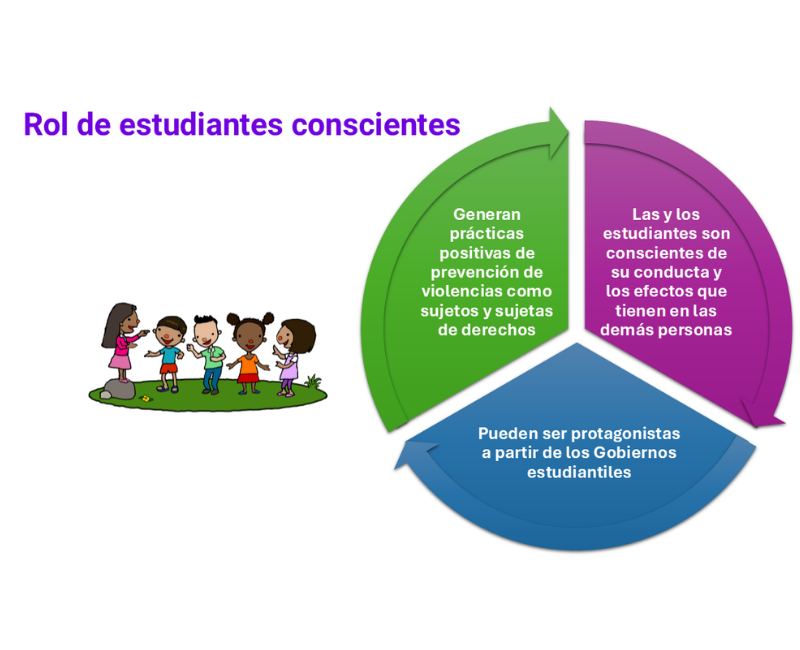 Rol de estudiantes conscientes
Generan
prácticas
positivas de
prevención de
violencias como
sujetos y sujetas
de derechos
Las y los
estudiantes son
conscientes de
su conducta y
los efectos que
tienen en las
demás personas
Pueden ser protagonistas
a partir de los Gobiernos
estudiantiles